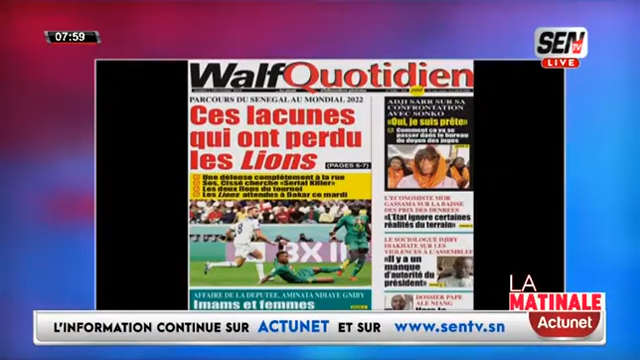 07:59
SEN TV
LIVE
WalfQuotidien
PARCOURS DU SENEGAL AU MONDIAL 2022
Ces lacunes
qui ont perdu
les Lions
(PAGES 6-7)
Une défense complètement à la rue
Sos, Cissé cherche «Serial Killer»
Les deux flops du tournoi
Les Lions attendus à Dakar ce mardi
ADJI SARR SUR SA
CONFRONTATION
AVEC SONKO
«Oui, je suis prête»
Comment ça va se
passer dans le bureau
du doyen des juges
L'ECONOMISTE MOR
GASSAMA SUR LA BAISSE
DES PRIX DES DENREES
«L'Etat ignore certaines
réalités du terrain»
LE SOCIOLOGUE DJIBY
DIAKHATE SUR LES
VIOLENCES A L'ASSEMBLEE
«Il y a
un manque
d'autorité du
président»
DOSSIER PAPE
ALE NIANG
AFFAIRE DE LA DEPUTEE, AMINATA NDIAYE GNIBY
Imams et femmes
LA
MATINALE
Actunet
L'INFORMATION CONTINUE SUR ACTUNET ET SUR www.sentv.sn